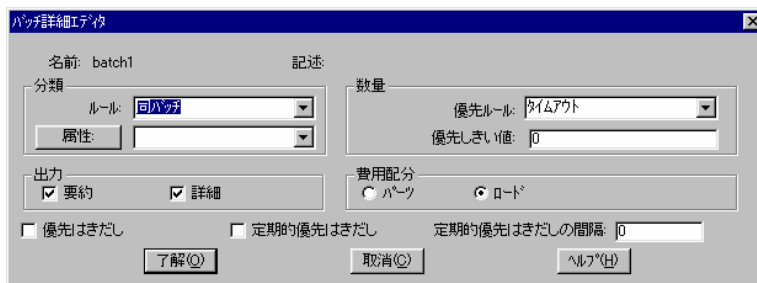 ﾊﾞｯﾁ詳細ｴﾃﾞｨﾀ
名前: batch1 記述:
分類
ﾙｰﾙ: 同ﾊﾞｯﾁ
属性:
数量
優先ﾙｰﾙ: ﾀｲﾑｱｳﾄ
優先しきい値: 0
出力
要約 詳細
費用配分
ﾊﾟｰﾂ ﾛｰﾄﾞ
優先はきだし 定期的優先はきだし 定期的優先はきだしの間隔: 0
了解(O) 取消(C) ﾍﾙﾌﾟ(H)